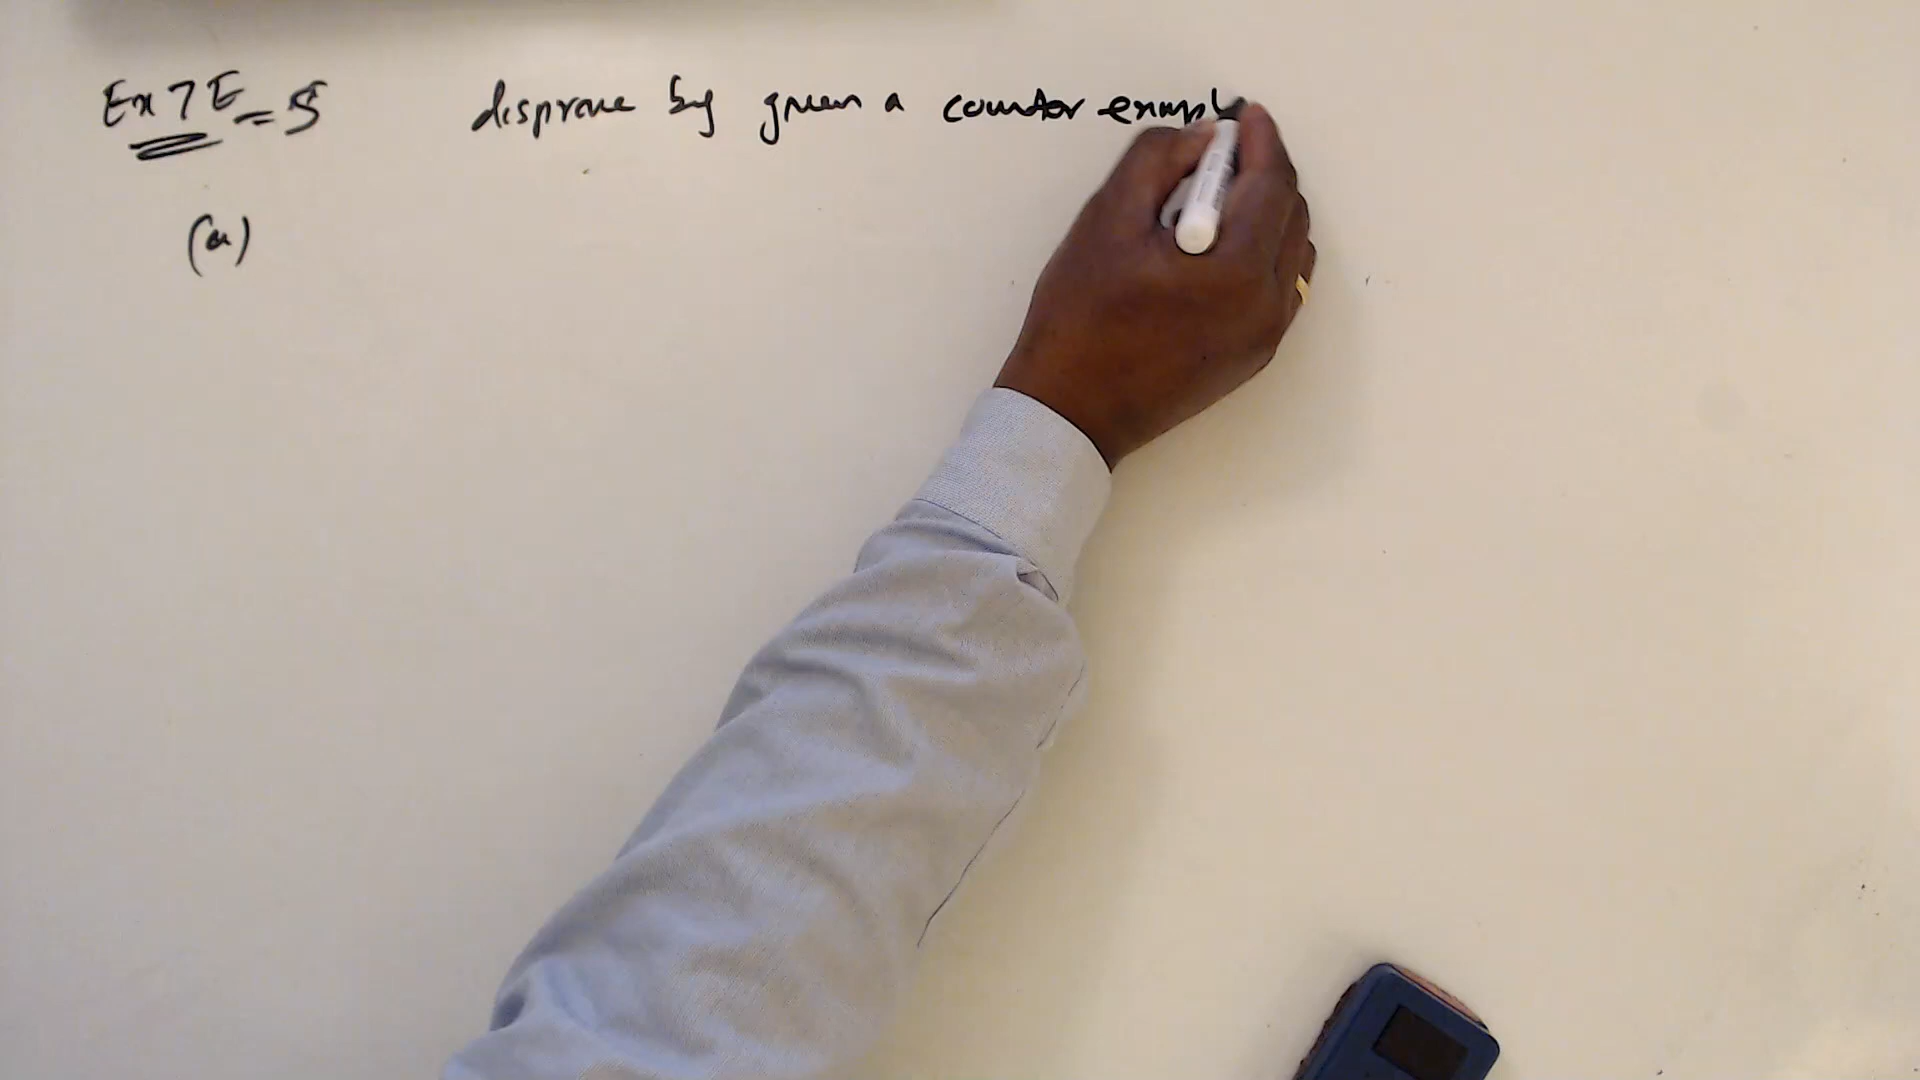 Ex 7E = 5 disprove by given a counter exampl
(a)